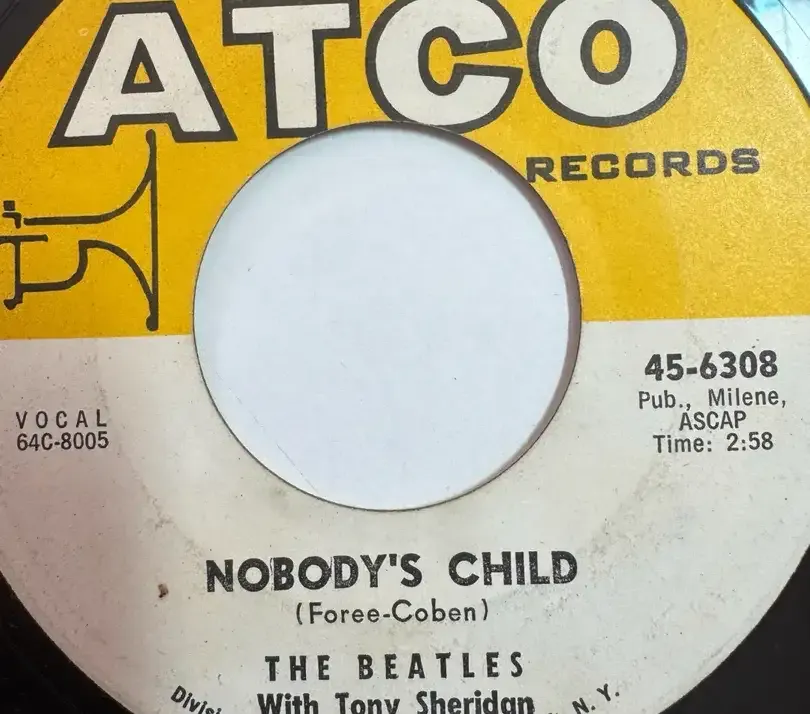 ATCO
RECORDS
VOCAL
64C-8005
45-6308
Pub., Milene,
ASCAP
Time: 2:58
NOBODY'S CHILD
(Foree-Coben)
THE BEATLES
With Tony Sheridan
N. Y.